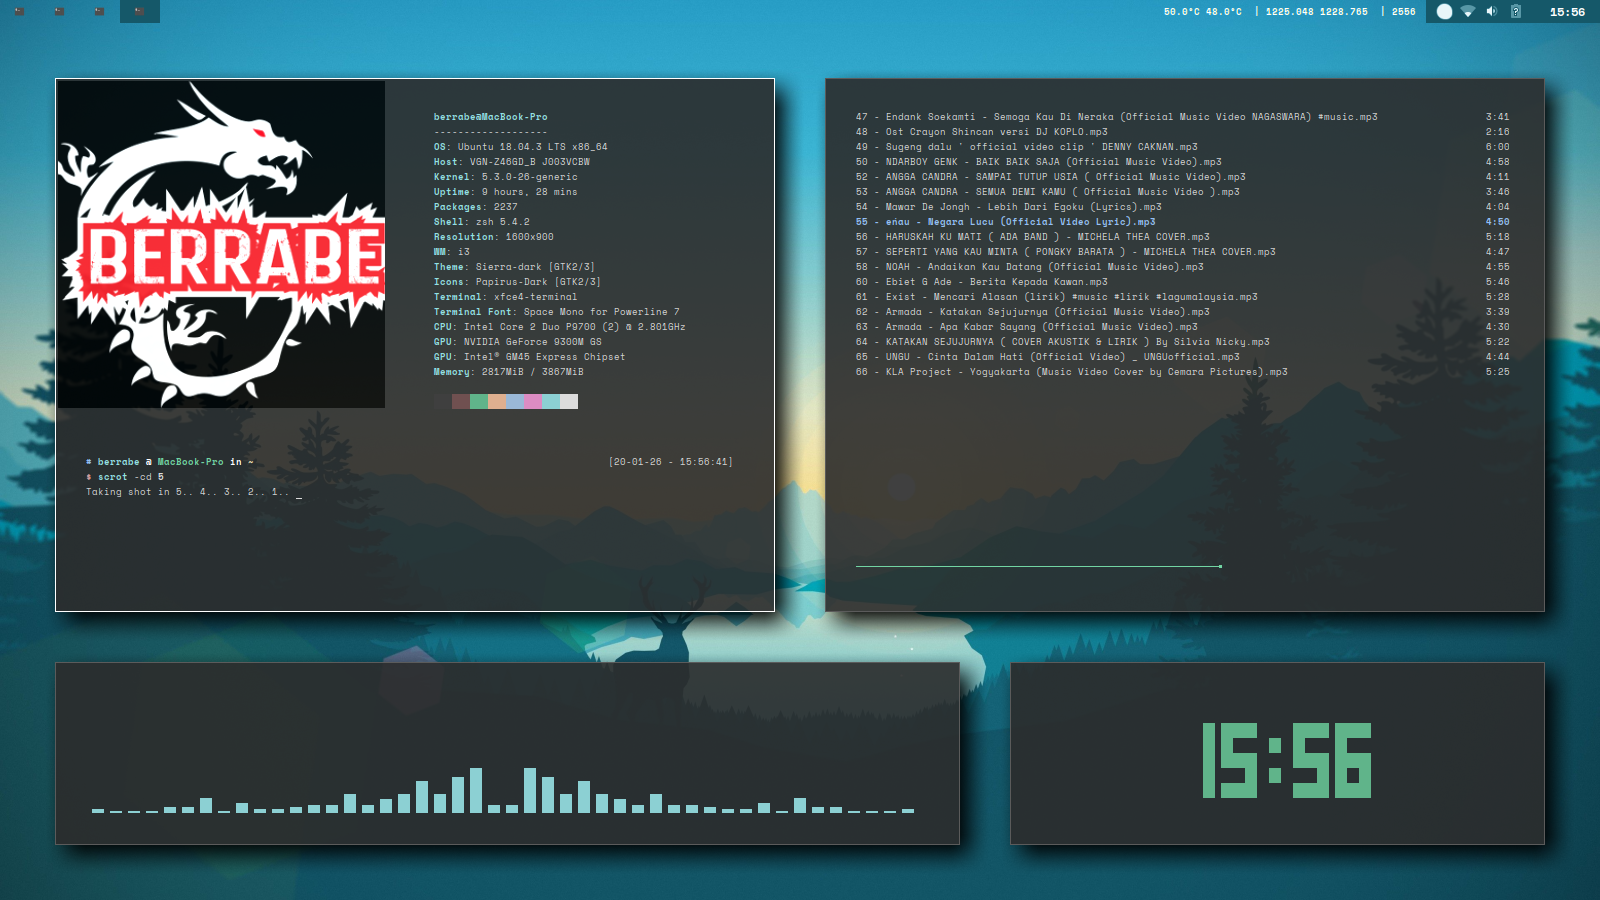 50.0°C 48.0°C | 1225.048 1228.765 | 2556
15:56
BERRABE
berrabe@MacBook-Pro
-------------------
OS: Ubuntu 18.04.3 LTS x86_64
Host: VGN-Z46GD_B J003VCBW
Kernel: 5.3.0-26-generic
Uptime: 9 hours, 28 mins
Packages: 2237
Shell: zsh 5.4.2
Resolution: 1600x900
WM: i3
Theme: Sierra-dark [GTK2/3]
Icons: Papirus-Dark [GTK2/3]
Terminal: xfce4-terminal
Terminal Font: Space Mono for Powerline 7
CPU: Intel Core 2 Duo P9700 (2) @ 2.801GHz
GPU: NVIDIA GeForce 9300M GS
GPU: Intel® GM45 Express Chipset
Memory: 2817MiB / 3867MiB
# berrabe @ MacBook-Pro in ~ [20-01-26 - 15:56:41]
$ scrot -cd 5
Taking shot in 5.. 4.. 3.. 2.. 1.. _
47 - Endank Soekamti - Semoga Kau Di Neraka (Official Music Video NAGASWARA) #music.mp3 3:41
48 - Ost Crayon Shincan versi DJ KOPLO.mp3 2:16
49 - Sugeng dalu ' official video clip ' DENNY CAKNAN.mp3 6:00
50 - NDARBOY GENK - BAIK BAIK SAJA (Official Music Video).mp3 4:58
52 - ANGGA CANDRA - SAMPAI TUTUP USIA ( Official Music Video).mp3 4:11
53 - ANGGA CANDRA - SEMUA DEMI KAMU ( Official Music Video ).mp3 3:46
54 - Mawar De Jongh - Lebih Dari Egoku (Lyrics).mp3 4:04
55 - enau - Negara Lucu (Official Video Lyric).mp3 4:50
56 - HARUSKAH KU MATI ( ADA BAND ) - MICHELA THEA COVER.mp3 5:18
57 - SEPERTI YANG KAU MINTA ( PONGKY BARATA ) - MICHELA THEA COVER.mp3 4:47
58 - NOAH - Andaikan Kau Datang (Official Music Video).mp3 4:55
60 - Ebiet G Ade - Berita Kepada Kawan.mp3 5:46
61 - Exist - Mencari Alasan (lirik) #music #lirik #lagumalaysia.mp3 5:28
62 - Armada - Katakan Sejujurnya (Official Music Video).mp3 3:39
63 - Armada - Apa Kabar Sayang (Official Music Video).mp3 4:30
64 - KATAKAN SEJUJURNYA ( COVER AKUSTIK & LIRIK ) By Silvia Nicky.mp3 5:22
65 - UNGU - Cinta Dalam Hati (Official Video) _ UNGUofficial.mp3 4:44
66 - KLA Project - Yogyakarta (Music Video Cover by Cemara Pictures).mp3 5:25
15:56